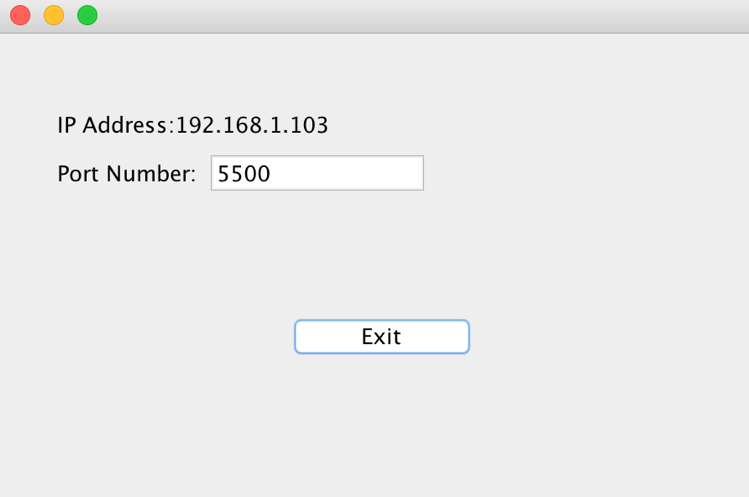 IP Address:192.168.1.103
Port Number: 5500
Exit